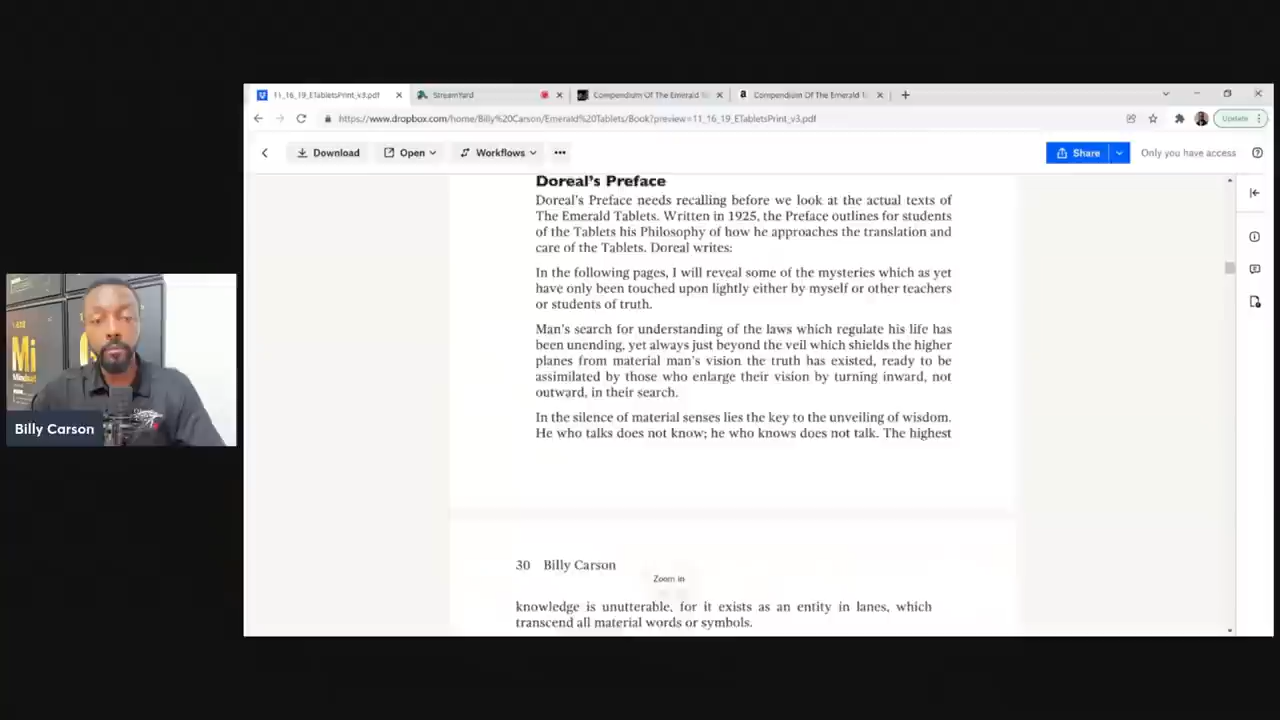 11_16_19_ETabletsPrint_v3.pdf
StreamYard
Compendium Of The Emerald
Compendium Of The Emerald
https://www.dropbox.com/home/Billy%20Carson/Emerald%20Tablets/Book?preview=11_16_19_ETabletsPrint_v3.pdf
Update
Download
Open
Workflows
Share
Only you have access
Doreal's Preface
Doreal's Preface needs recalling before we look at the actual texts of
The Emerald Tablets. Written in 1925, the Preface outlines for students
of the Tablets his Philosophy of how he approaches the translation and
care of the Tablets. Doreal writes:
In the following pages, I will reveal some of the mysteries which as yet
have only been touched upon lightly either by myself or other teachers
or students of truth.
Man's search for understanding of the laws which regulate his life has
been unending, yet always just beyond the veil which shields the higher
planes from material man's vision the truth has existed, ready to be
assimilated by those who enlarge their vision by turning inward, not
outward, in their search.
In the silence of material senses lies the key to the unveiling of wisdom.
He who talks does not know; he who knows does not talk. The highest
30 Billy Carson
Zoom in
knowledge is unutterable, for it exists as an entity in lanes, which
transcend all material words or symbols.
Mi
Billy Carson